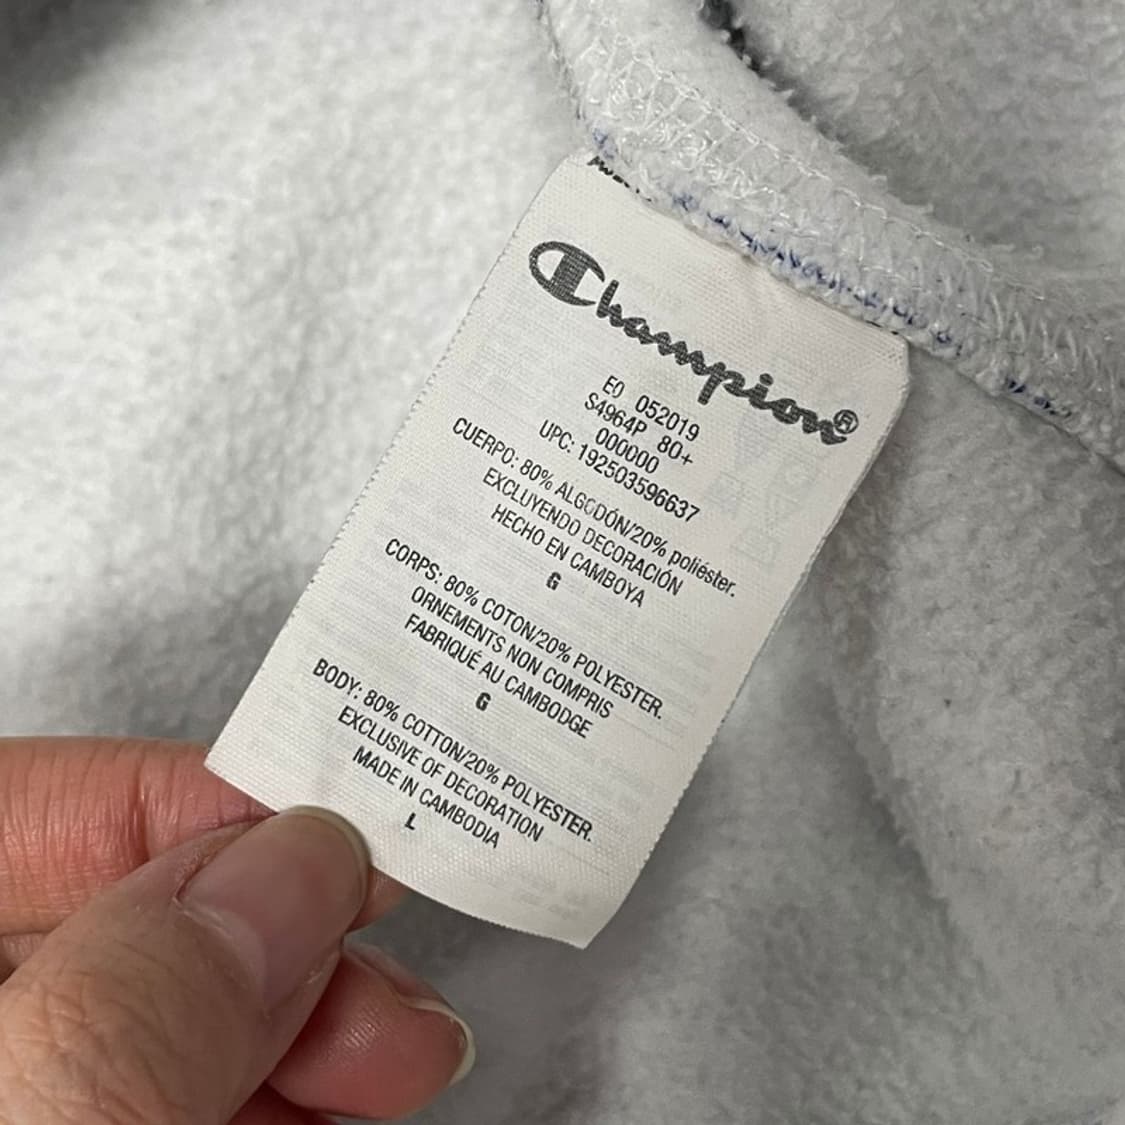 Champion®
E0 052019
S4964P 80+
000000
UPC: 192503596637
CUERPO: 80% ALGODÓN/20% poliéster.
EXCLUYENDO DECORACIÓN
HECHO EN CAMBOYA
G
CORPS: 80% COTON/20% POLYESTER.
ORNEMENTS NON COMPRIS
FABRIQUÉ AU CAMBODGE
G
BODY: 80% COTTON/20% POLYESTER.
EXCLUSIVE OF DECORATION
MADE IN CAMBODIA
L